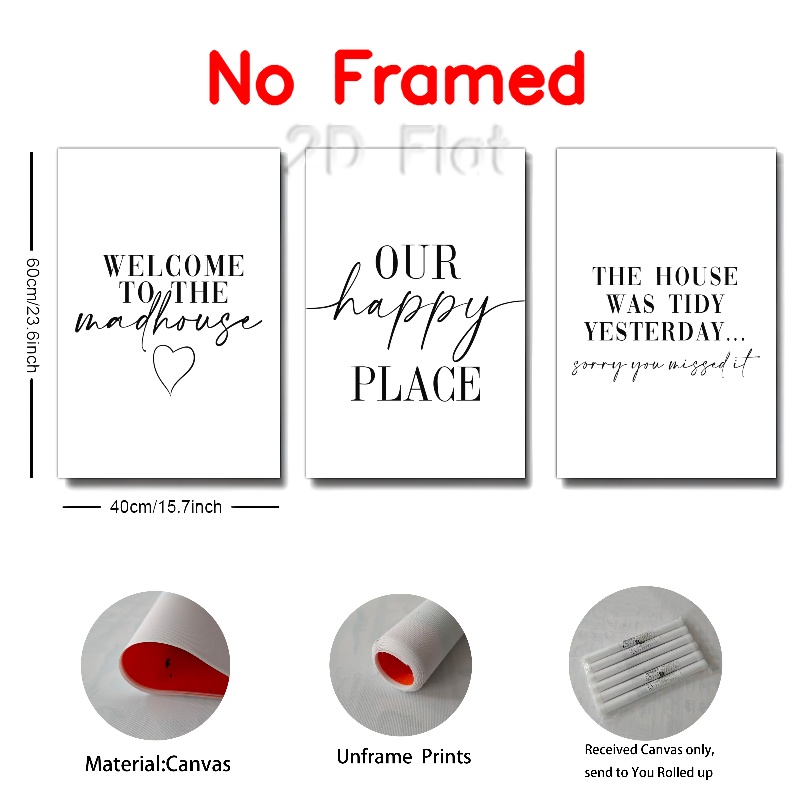 No Framed
2D Flat
60cm/23.6inch
WELCOME
TO THE
madhouse
OUR
happy
PLACE
THE HOUSE
WAS TIDY
YESTERDAY...
sorry you missed it
40cm/15.7inch
Material:Canvas
Unframe Prints
Received Canvas only,
send to You Rolled up